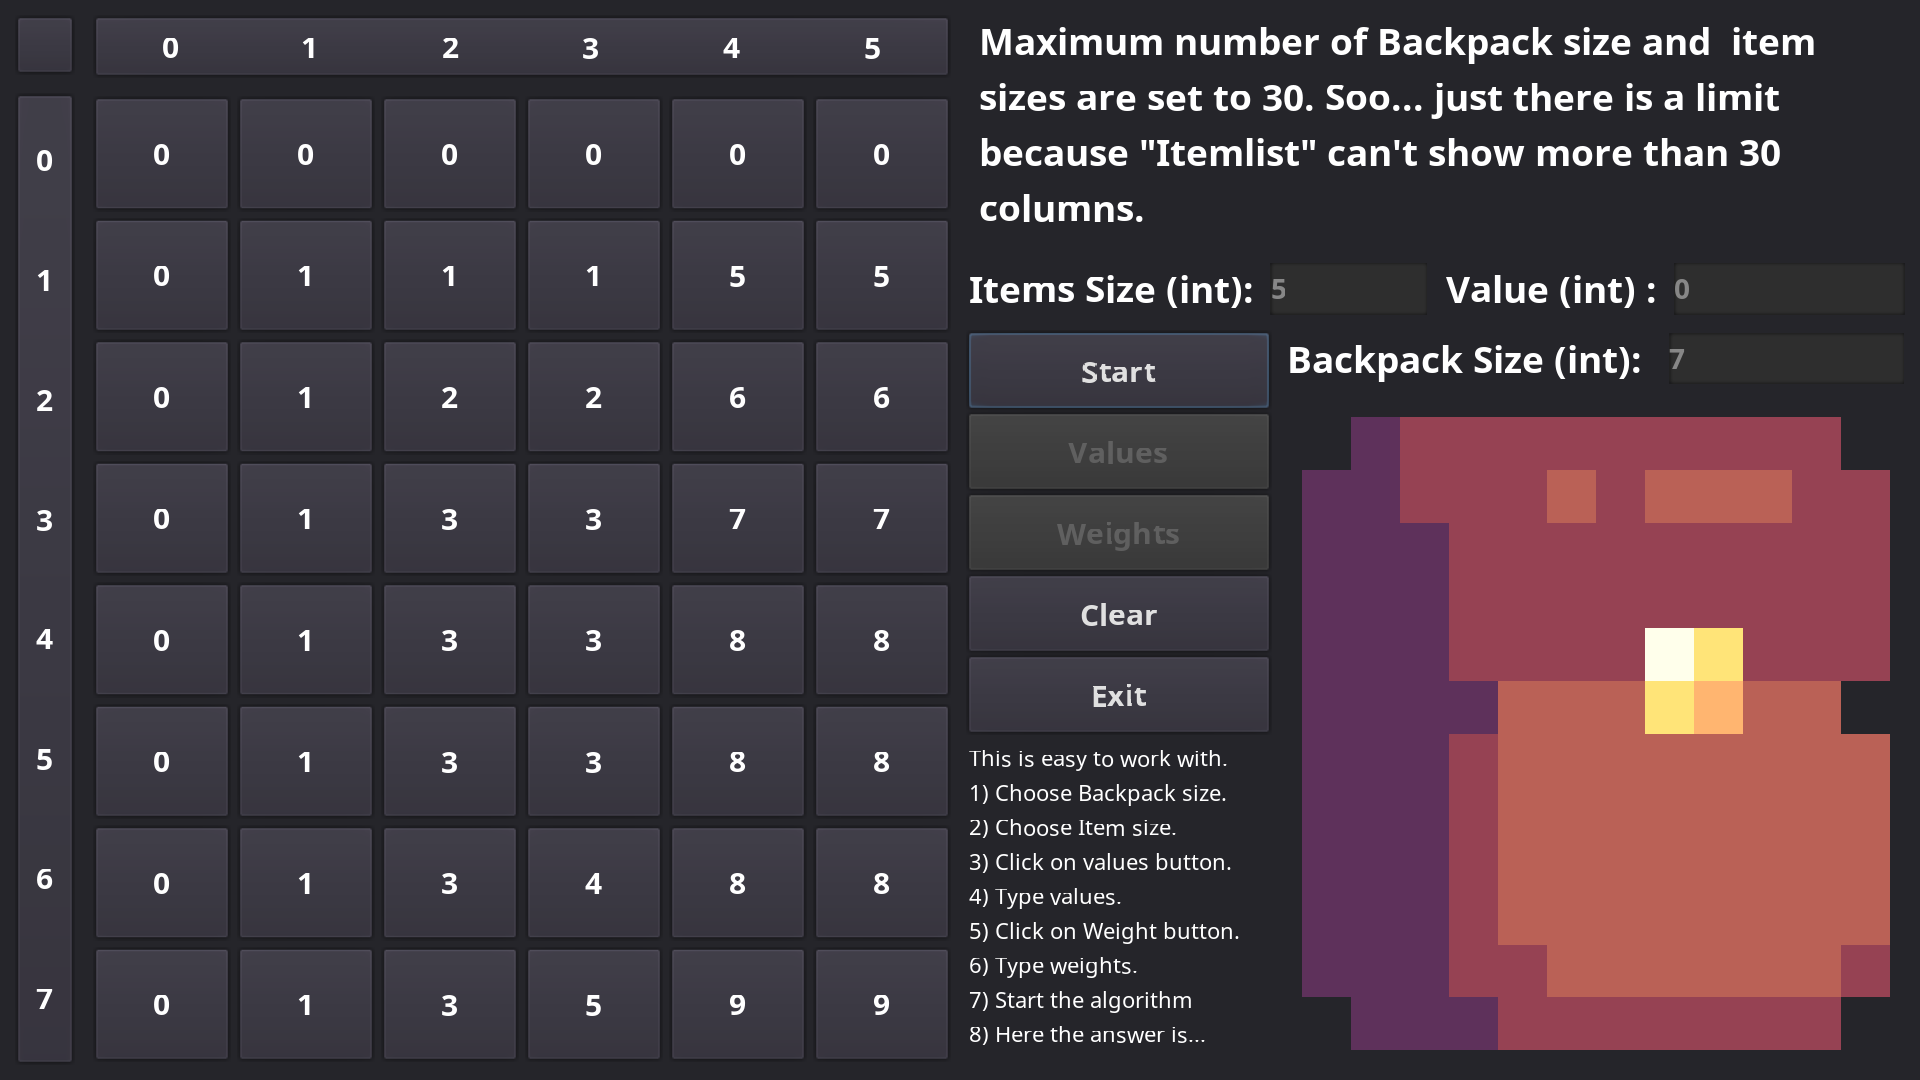 0 1 2 3 4 5
0 0 0 0 0 0 0
1 0 1 1 1 5 5
2 0 1 2 2 6 6
3 0 1 3 3 7 7
4 0 1 3 3 8 8
5 0 1 3 3 8 8
6 0 1 3 4 8 8
7 0 1 3 5 9 9
Maximum number of Backpack size and  item
sizes are set to 30. Soo... just there is a limit
because "Itemlist" can't show more than 30
columns.
Items Size (int): 5 Value (int) : 0
Start
Backpack Size (int): 7
Values
Weights
Clear
Exit
This is easy to work with.
1) Choose Backpack size.
2) Choose Item size.
3) Click on values button.
4) Type values.
5) Click on Weight button.
6) Type weights.
7) Start the algorithm
8) Here the answer is...